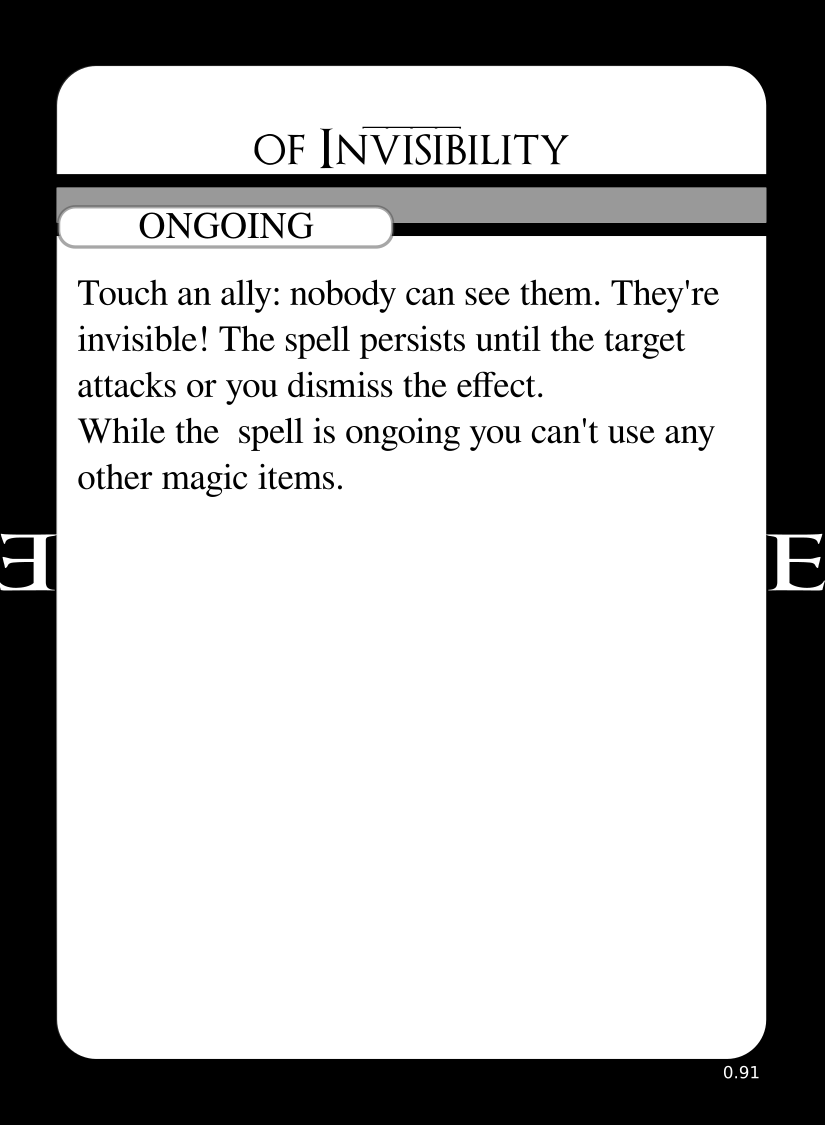 OF INVISIBILITY
ONGOING
Touch an ally: nobody can see them. They're
invisible! The spell persists until the target
attacks or you dismiss the effect.
While the  spell is ongoing you can't use any
other magic items.
E E
0.91